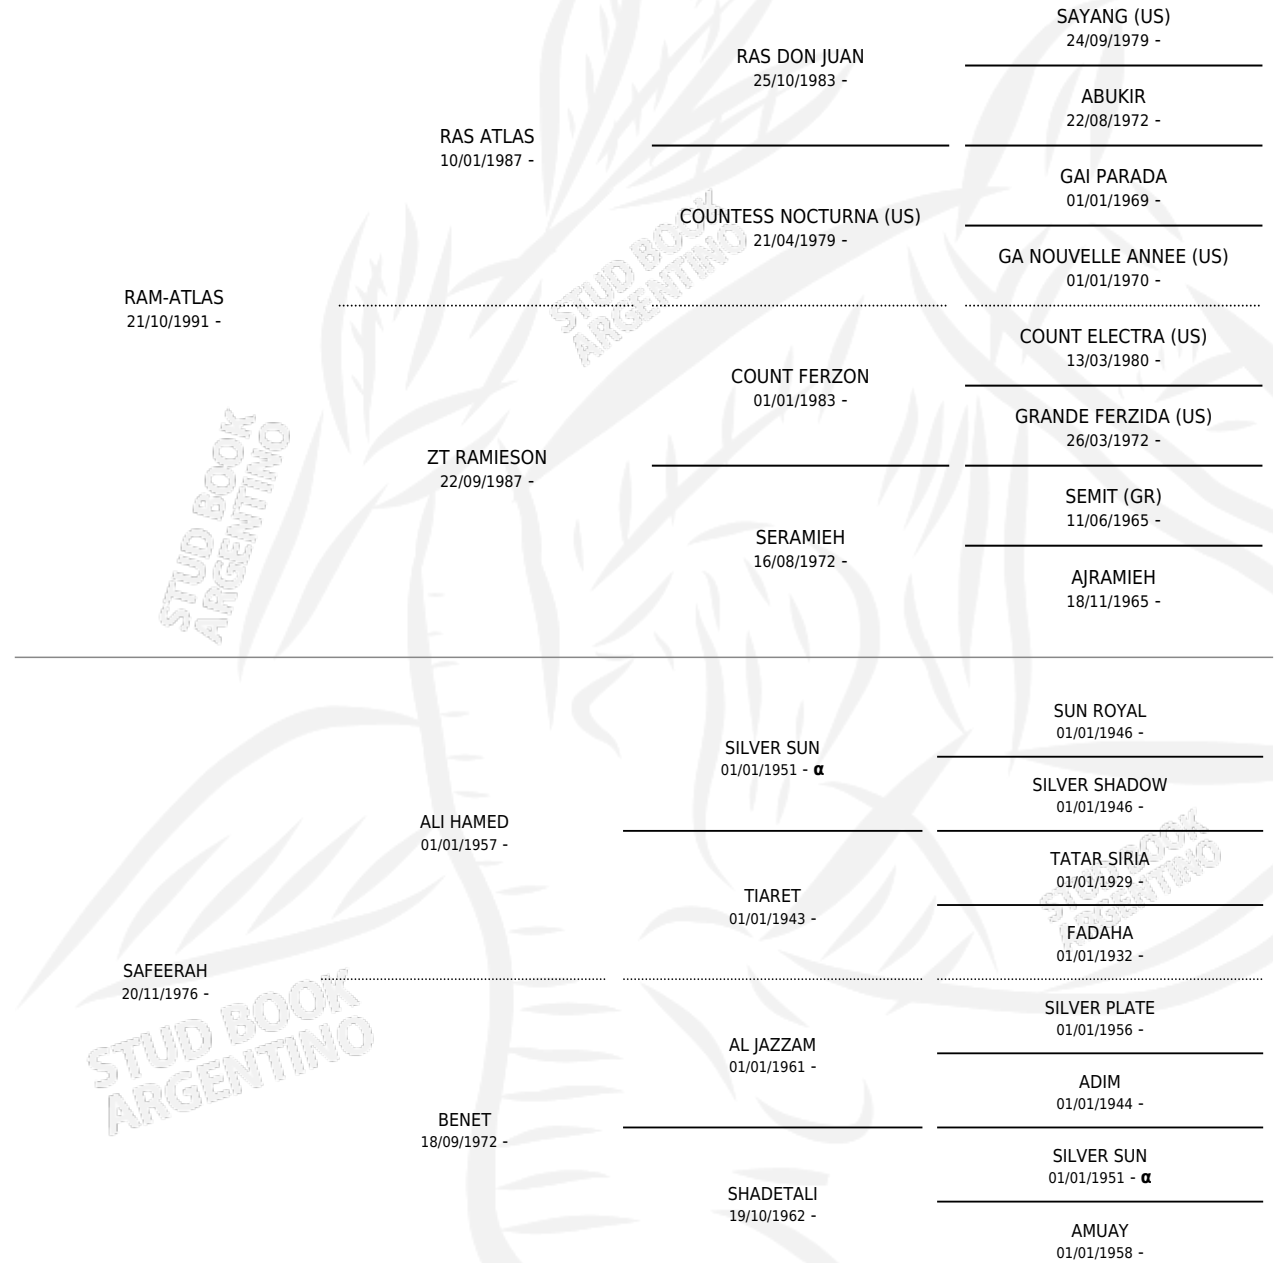 SAYANG (US)
24/09/1979 -
RAS DON JUAN
25/10/1983 -
ABUKIR
22/08/1972 -
RAS ATLAS
10/01/1987 -
GAI PARADA
01/01/1969 -
COUNTESS NOCTURNA (US)
21/04/1979 -
GA NOUVELLE ANNEE (US)
01/01/1970 -
RAM-ATLAS
21/10/1991 -
COUNT ELECTRA (US)
13/03/1980 -
COUNT FERZON
01/01/1983 -
GRANDE FERZIDA (US)
26/03/1972 -
ZT RAMIESON
22/09/1987 -
SEMIT (GR)
11/06/1965 -
SERAMIEH
16/08/1972 -
AJRAMIEH
18/11/1965 -
STUD BOOK
ARGENTINO
STUD BOOK
ARGENTINO
SUN ROYAL
01/01/1946 -
SILVER SUN
01/01/1951 - α
SILVER SHADOW
01/01/1946 -
ALI HAMED
01/01/1957 -
TATAR SIRIA
01/01/1929 -
TIARET
01/01/1943 -
FADAHA
01/01/1932 -
STUD BOOK
ARGENTINO
SAFEERAH
20/11/1976 -
SILVER PLATE
01/01/1956 -
AL JAZZAM
01/01/1961 -
ADIM
01/01/1944 -
STUD BOOK
ARGENTINO
BENET
18/09/1972 -
SILVER SUN
01/01/1951 - α
SHADETALI
19/10/1962 -
AMUAY
01/01/1958 -